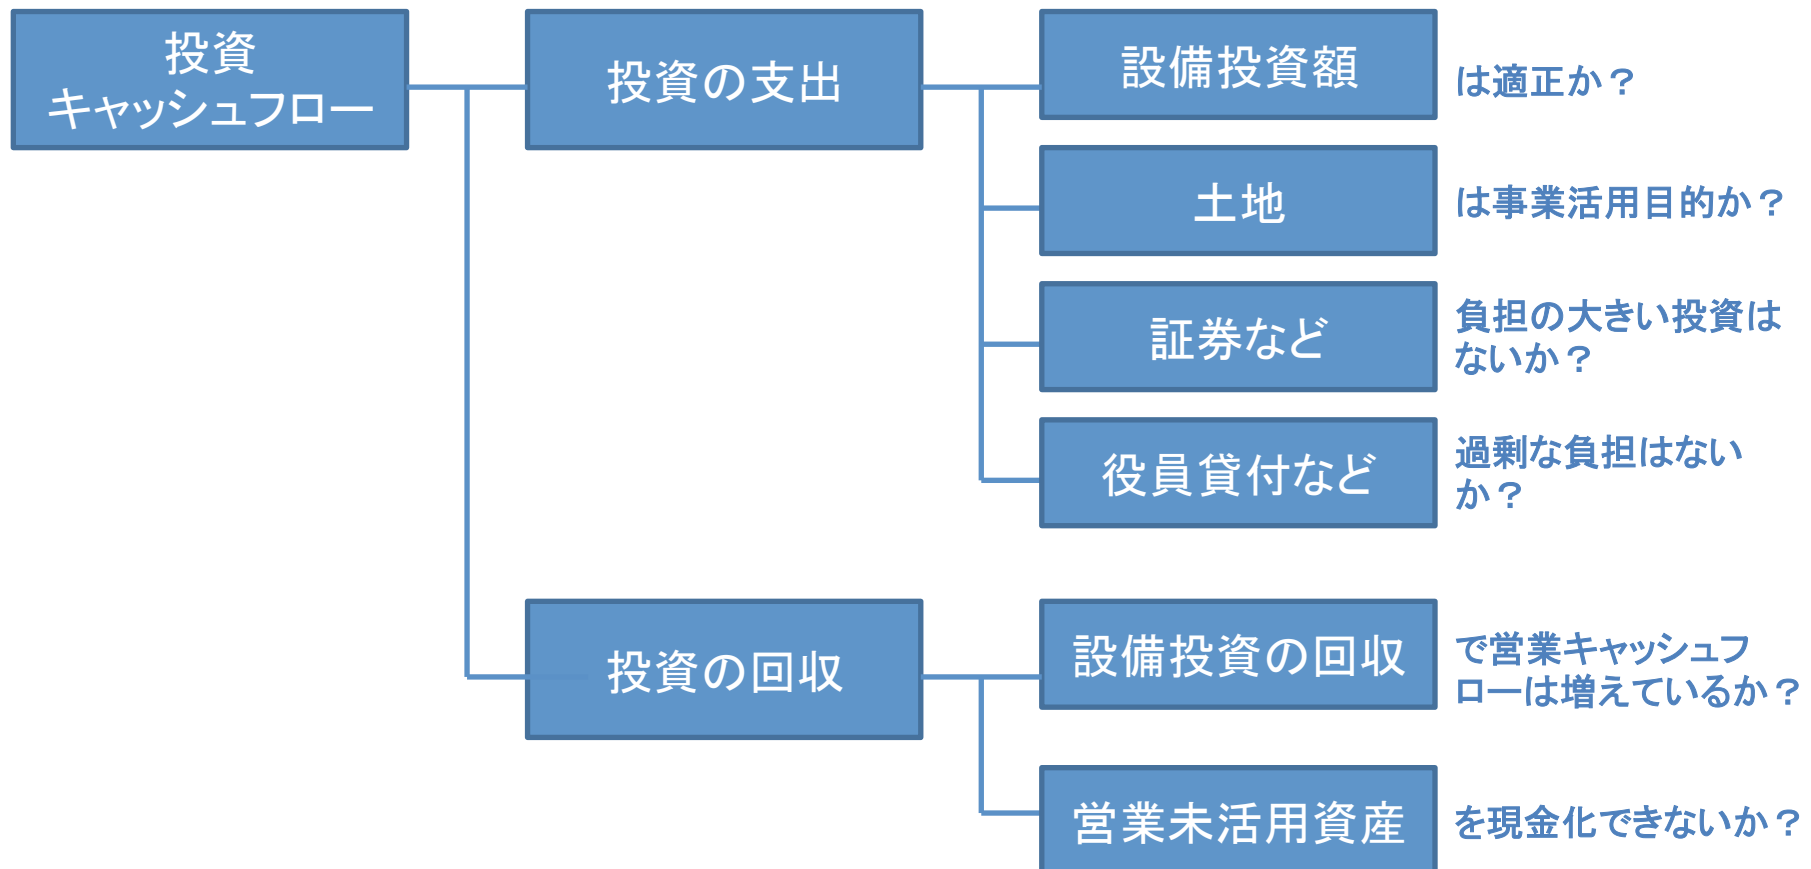 投資
キャッシュフロー
投資の支出
設備投資額
は適正か？
土地
は事業活用目的か？
証券など
負担の大きい投資は
ないか？
役員貸付など
過剰な負担はない
か？
投資の回収
設備投資の回収
で営業キャッシュフ
ローは増えているか？
営業未活用資産
を現金化できないか？